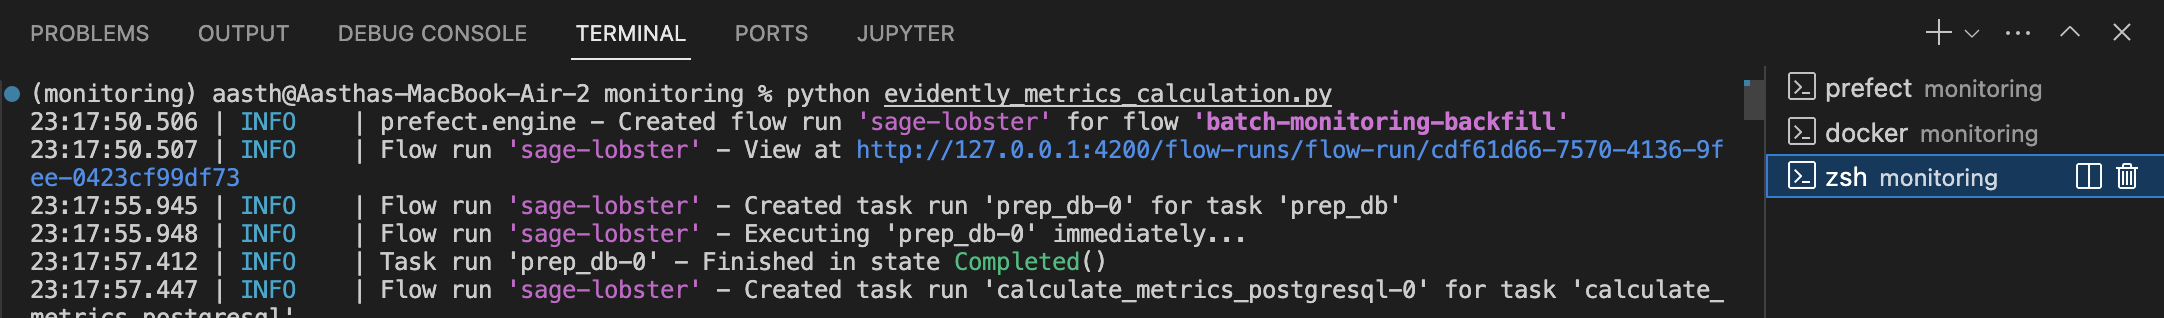 PROBLEMS OUTPUT DEBUG CONSOLE TERMINAL PORTS JUPYTER
(monitoring) aasth@Aasthas-MacBook-Air-2 monitoring % python evidently_metrics_calculation.py
23:17:50.506 | INFO    | prefect.engine - Created flow run 'sage-lobster' for flow 'batch-monitoring-backfill'
23:17:50.507 | INFO    | Flow run 'sage-lobster' - View at http://127.0.0.1:4200/flow-runs/flow-run/cdf61d66-7570-4136-9f
ee-0423cf99df73
23:17:55.945 | INFO    | Flow run 'sage-lobster' - Created task run 'prep_db-0' for task 'prep_db'
23:17:55.948 | INFO    | Flow run 'sage-lobster' - Executing 'prep_db-0' immediately...
23:17:57.412 | INFO    | Task run 'prep_db-0' - Finished in state Completed()
23:17:57.447 | INFO    | Flow run 'sage-lobster' - Created task run 'calculate_metrics_postgresql-0' for task 'calculate_
metrics_postgresql'
prefect monitoring
docker monitoring
zsh monitoring